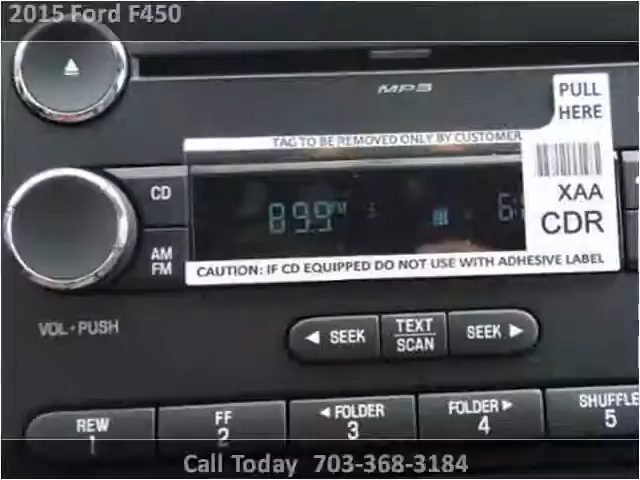 2015 Ford F450
MP3
PULL
HERE
TAG TO BE REMOVED ONLY BY CUSTOMER
XAA
CDR
CD
89.9
AM
FM
CAUTION: IF CD EQUIPPED DO NOT USE WITH ADHESIVE LABEL
VOL • PUSH
◄ SEEK
TEXT
SCAN
SEEK ►
REW
1
FF
2
◄ FOLDER
3
FOLDER ►
4
SHUFFLE
5
Call Today 703-368-3184